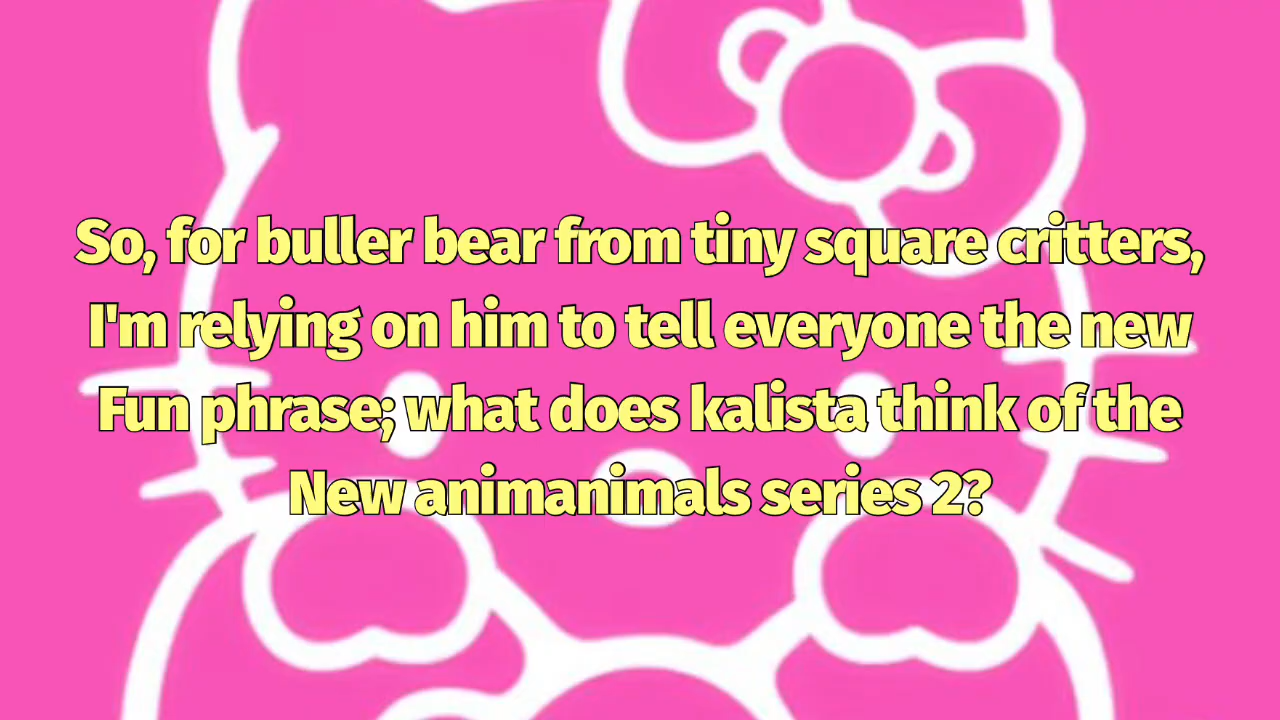 So, for buller bear from tiny square critters,
I'm relying on him to tell everyone the new
Fun phrase; what does kalista think of the
New animanimals series 2?